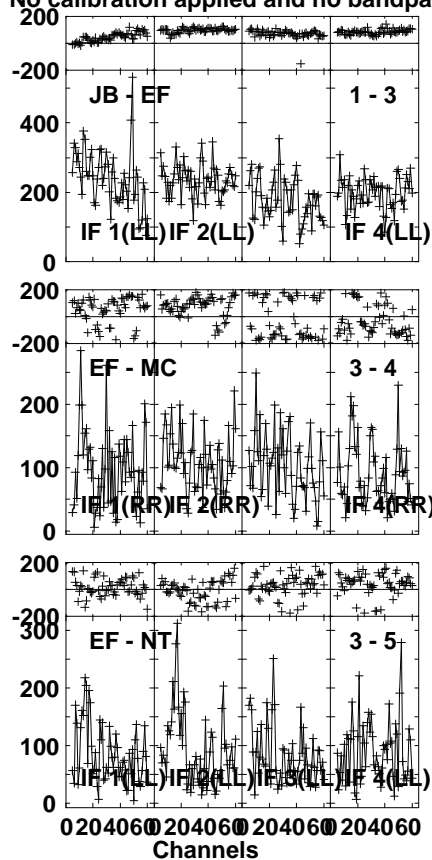 No calibration applied and no bandpa
200
-200
JB - EF 1 - 3
400
200
IF 1(LL) IF 2(LL) IF 4(LL)
0
200
-200
EF - MC 3 - 4
200
100
IF 1(RR) IF 2(RR) IF 4(RR)
0
200
-200
300
EF - NT 3 - 5
200
100
IF 1(LL) IF 2(LL) IF 3(LL) IF 4(LL)
0
0 20 40 60 0 20 40 60 0 20 40 60 0 20 40 60
Channels